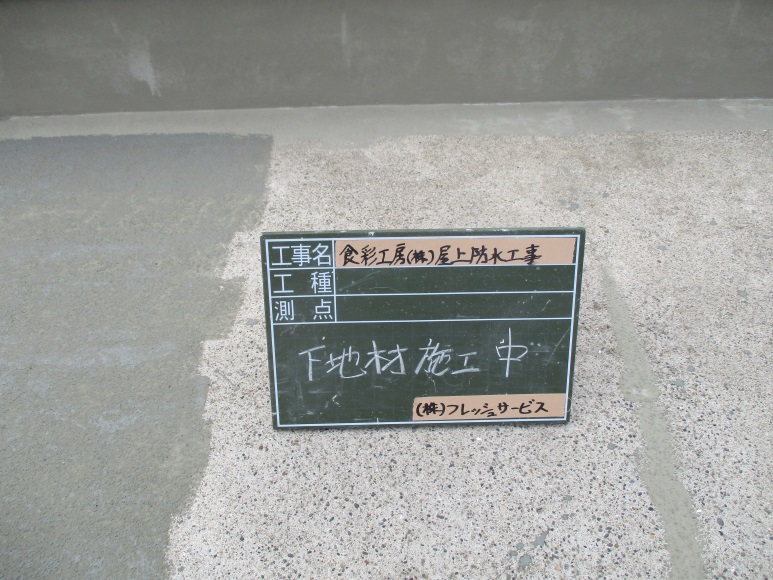 工事名 食彩工房(株)屋上防水工事
工種
測点
下地材施工中
(株)フレッシュサービス